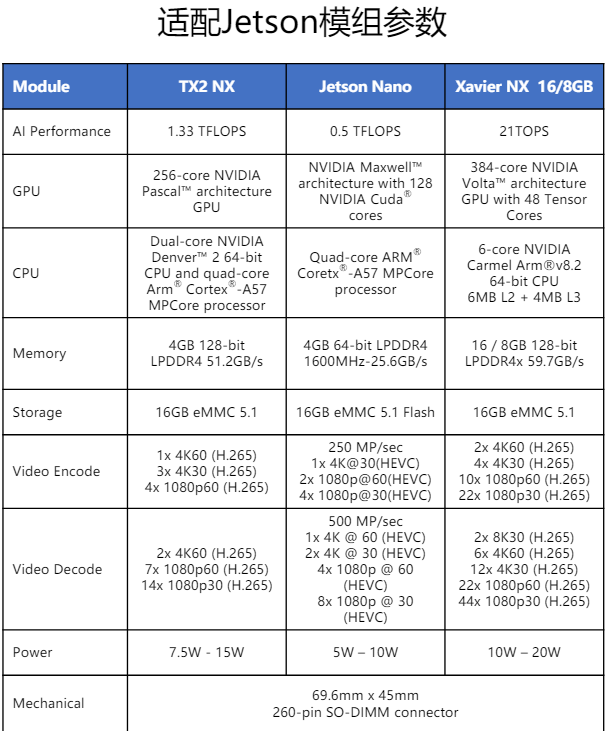 适配Jetson模组参数
Module
TX2 NX
Jetson Nano
Xavier NX 16/8GB
AI Performance
1.33 TFLOPS
0.5 TFLOPS
21TOPS
GPU
256-core NVIDIA
Pascal™ architecture
GPU
NVIDIA Maxwell™
architecture with 128
NVIDIA Cuda®
cores
384-core NVIDIA
Volta™ architecture
GPU with 48 Tensor
Cores
CPU
Dual-core NVIDIA
Denver™ 2 64-bit
CPU and quad-core
Arm® Cortex®-A57
MPCore processor
Quad-core ARM®
Coretx®-A57 MPCore
processor
6-core NVIDIA
Carmel Arm®v8.2
64-bit CPU
6MB L2 + 4MB L3
Memory
4GB 128-bit
LPDDR4 51.2GB/s
4GB 64-bit LPDDR4
1600MHz-25.6GB/s
16 / 8GB 128-bit
LPDDR4x 59.7GB/s
Storage
16GB eMMC 5.1
16GB eMMC 5.1 Flash
16GB eMMC 5.1
Video Encode
1x 4K60 (H.265)
3x 4K30 (H.265)
4x 1080p60 (H.265)
250 MP/sec
1x 4K@30(HEVC)
2x 1080p@60(HEVC)
4x 1080p@30(HEVC)
2x 4K60 (H.265)
4x 4K30 (H.265)
10x 1080p60 (H.265)
22x 1080p30 (H.265)
Video Decode
2x 4K60 (H.265)
7x 1080p60 (H.265)
14x 1080p30 (H.265)
500 MP/sec
1x 4K @ 60 (HEVC)
2x 4K @ 30 (HEVC)
4x 1080p @ 60
(HEVC)
8x 1080p @ 30
(HEVC)
2x 8K30 (H.265)
6x 4K60 (H.265)
12x 4K30 (H.265)
22x 1080p60 (H.265)
44x 1080p30 (H.265)
Power
7.5W - 15W
5W – 10W
10W – 20W
Mechanical
69.6mm x 45mm
260-pin SO-DIMM connector